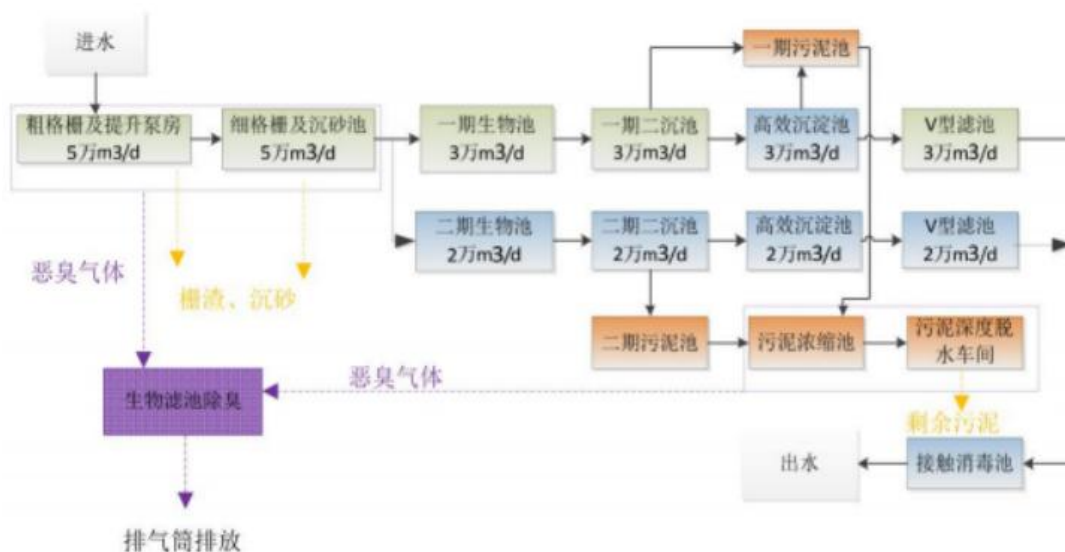 进水
一期污泥池
粗格栅及提升泵房
5万m3/d
细格栅及沉砂池
5万m3/d
一期生物池
3万m3/d
一期二沉池
3万m3/d
高效沉淀池
3万m3/d
V型滤池
3万m3/d
二期生物池
2万m3/d
二期二沉池
2万m3/d
高效沉淀池
2万m3/d
V型滤池
2万m3/d
恶臭气体
栅渣、沉砂
二期污泥池
污泥浓缩池
污泥深度脱
水车间
恶臭气体
生物滤池除臭
剩余污泥
出水
接触消毒池
排气筒排放